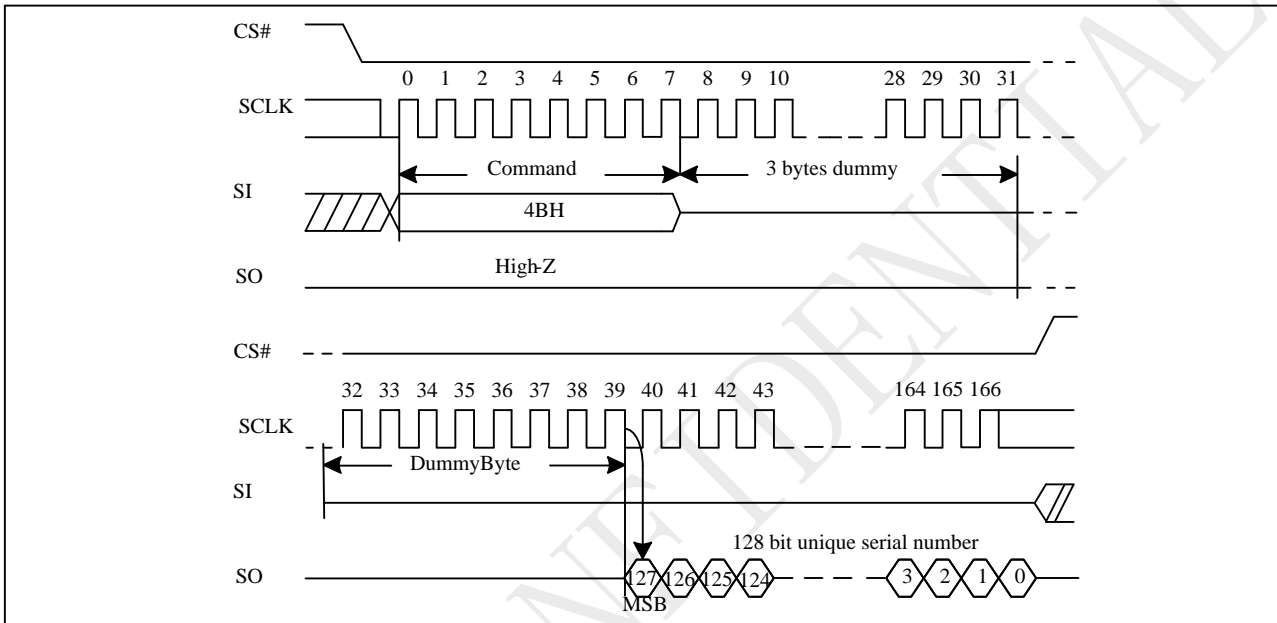 CS#
0 1 2 3 4 5 6 7 8 9 10 28 29 30 31
SCLK
Command 3 bytes dummy
SI
4BH
High-Z
SO
CS#
32 33 34 35 36 37 38 39 40 41 42 43 164 165 166
SCLK
DummyByte
SI
128 bit unique serial number
SO 127 126 125 124 3 2 1 0
MSB